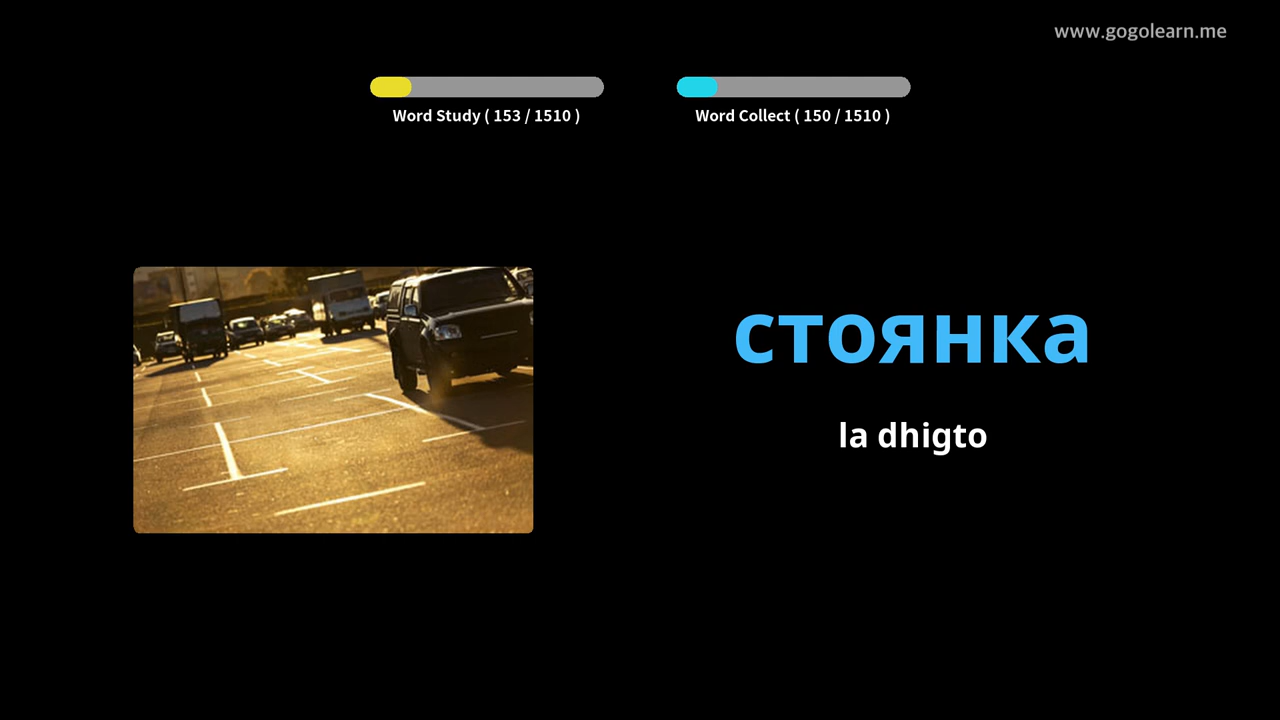 www.gogolearn.me
Word Study ( 153 / 1510 )
Word Collect ( 150 / 1510 )
стоянка
la dhigto